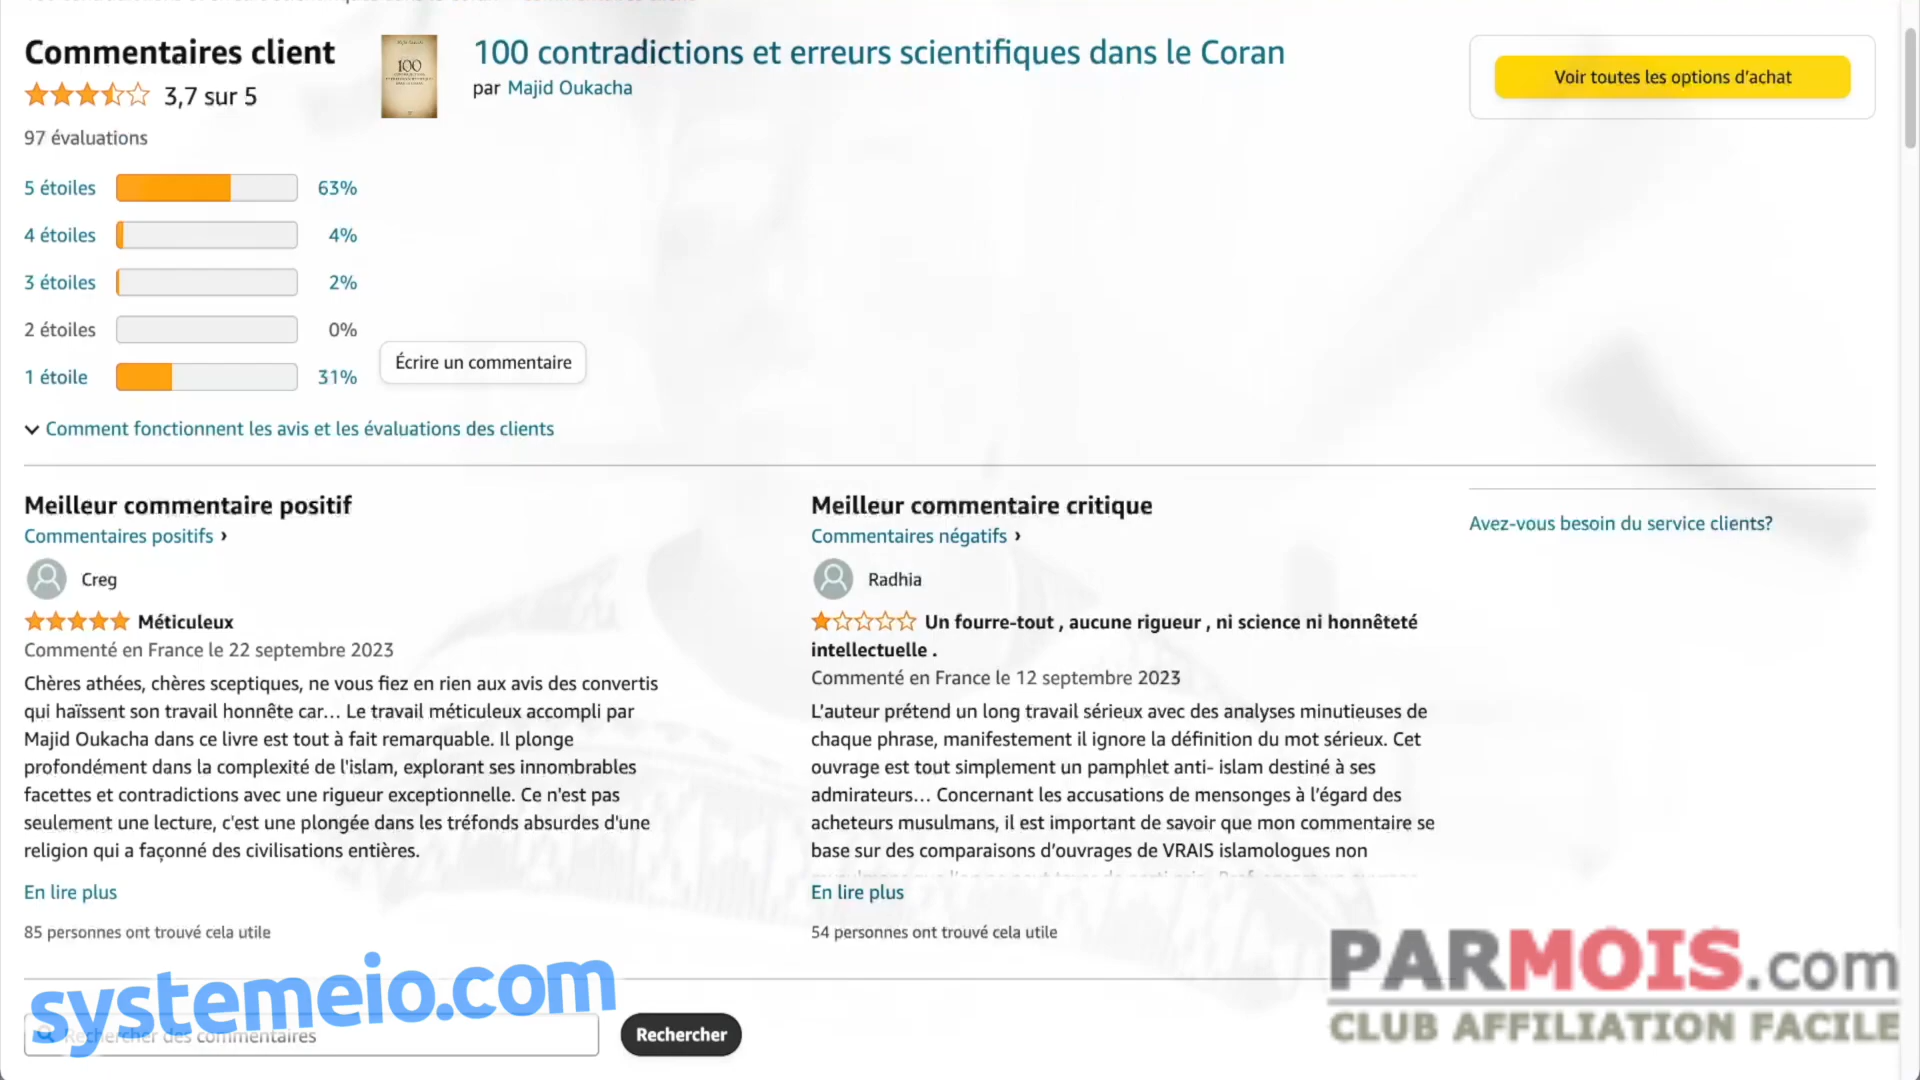 Commentaires client
3,7 sur 5
97 évaluations
5 étoiles 63%
4 étoiles 4%
3 étoiles 2%
2 étoiles 0%
1 étoile 31%
Comment fonctionnent les avis et les évaluations des clients
100
100 contradictions et erreurs scientifiques dans le Coran
par Majid Oukacha
Écrire un commentaire
Voir toutes les options d’achat
Meilleur commentaire positif
Commentaires positifs ›
Creg
Méticuleux
Commenté en France le 22 septembre 2023
Chères athées, chères sceptiques, ne vous fiez en rien aux avis des convertis
qui haïssent son travail honnête car... Le travail méticuleux accompli par
Majid Oukacha dans ce livre est tout à fait remarquable. Il plonge
profondément dans la complexité de l'islam, explorant ses innombrables
facettes et contradictions avec une rigueur exceptionnelle. Ce n'est pas
seulement une lecture, c'est une plongée dans les tréfonds absurdes d'une
religion qui a façonné des civilisations entières.
En lire plus
85 personnes ont trouvé cela utile
Meilleur commentaire critique
Commentaires négatifs ›
Radhia
Un fourre-tout , aucune rigueur , ni science ni honnêteté
intellectuelle .
Commenté en France le 12 septembre 2023
L’auteur prétend un long travail sérieux avec des analyses minutieuses de
chaque phrase, manifestement il ignore la définition du mot sérieux. Cet
ouvrage est tout simplement un pamphlet anti- islam destiné à ses
admirateurs... Concernant les accusations de mensonges à l’égard des
acheteurs musulmans, il est important de savoir que mon commentaire se
base sur des comparaisons d’ouvrages de VRAIS islamologues non
En lire plus
54 personnes ont trouvé cela utile
Avez-vous besoin du service clients?
systemeio.com
Rechercher des commentaires
Rechercher
PARMOIS.com
CLUB AFFILIATION FACILE